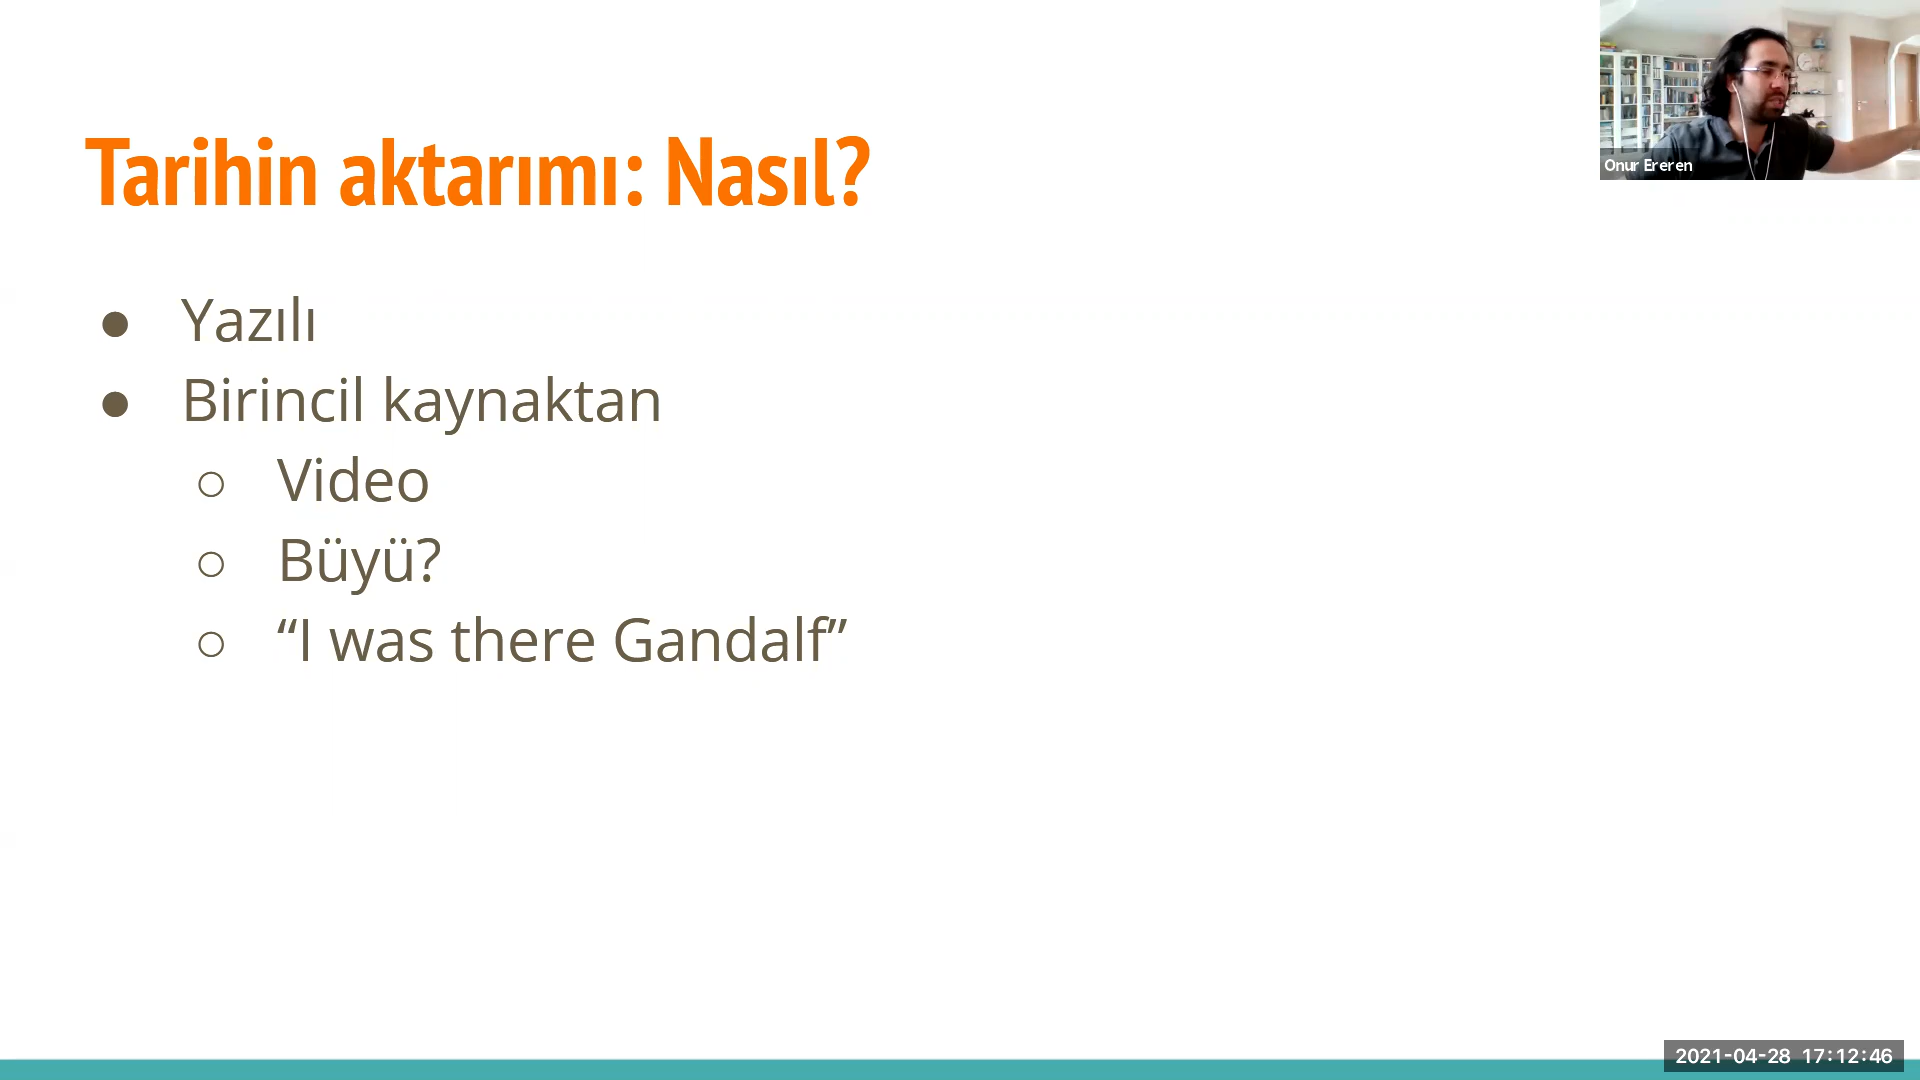 Onur Ereren
Tarihin aktarımı: Nasıl?
● Yazılı
● Birincil kaynaktan
○ Video
○ Büyü?
○ “I was there Gandalf”
2021-04-28 17:12:46